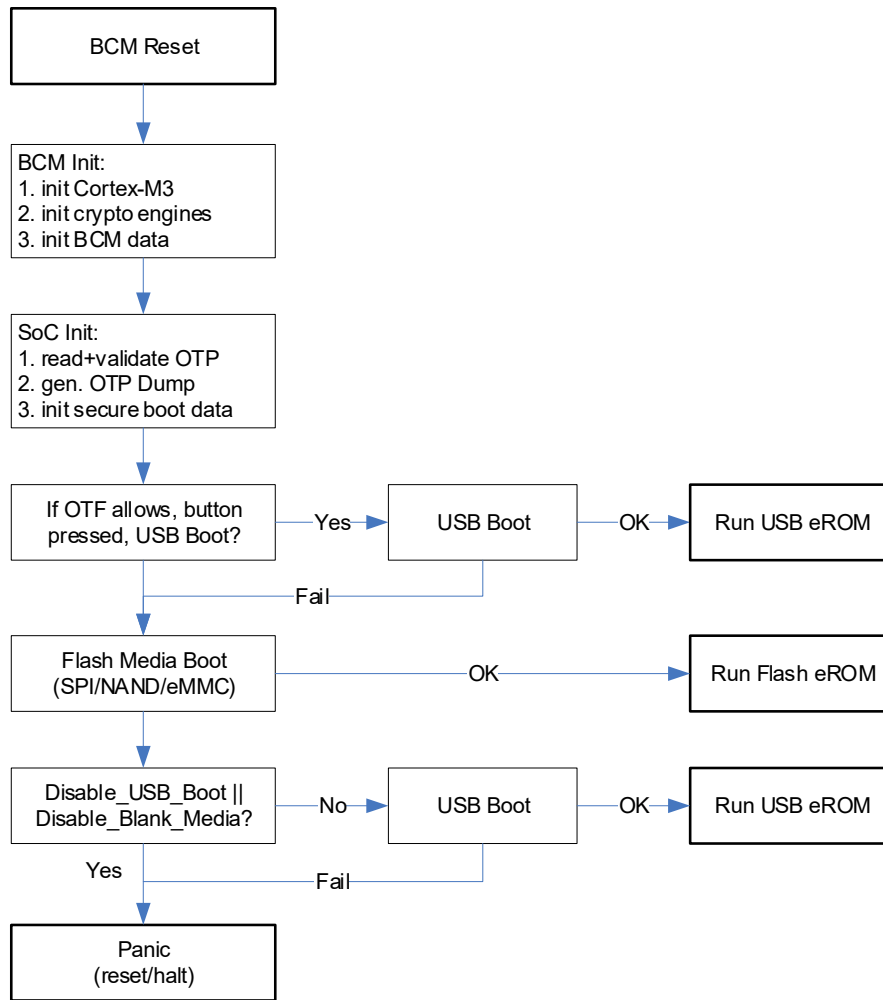 BCM Reset
BCM Init:
1. init Cortex-M3
2. init crypto engines
3. init BCM data
SoC Init:
1. read+validate OTP
2. gen. OTP Dump
3. init secure boot data
If OTF allows, button
pressed, USB Boot?
Yes
USB Boot
OK
Run USB eROM
Fail
Flash Media Boot
(SPI/NAND/eMMC)
OK
Run Flash eROM
Disable_USB_Boot ||
Disable_Blank_Media?
No
USB Boot
OK
Run USB eROM
Yes
Fail
Panic
(reset/halt)